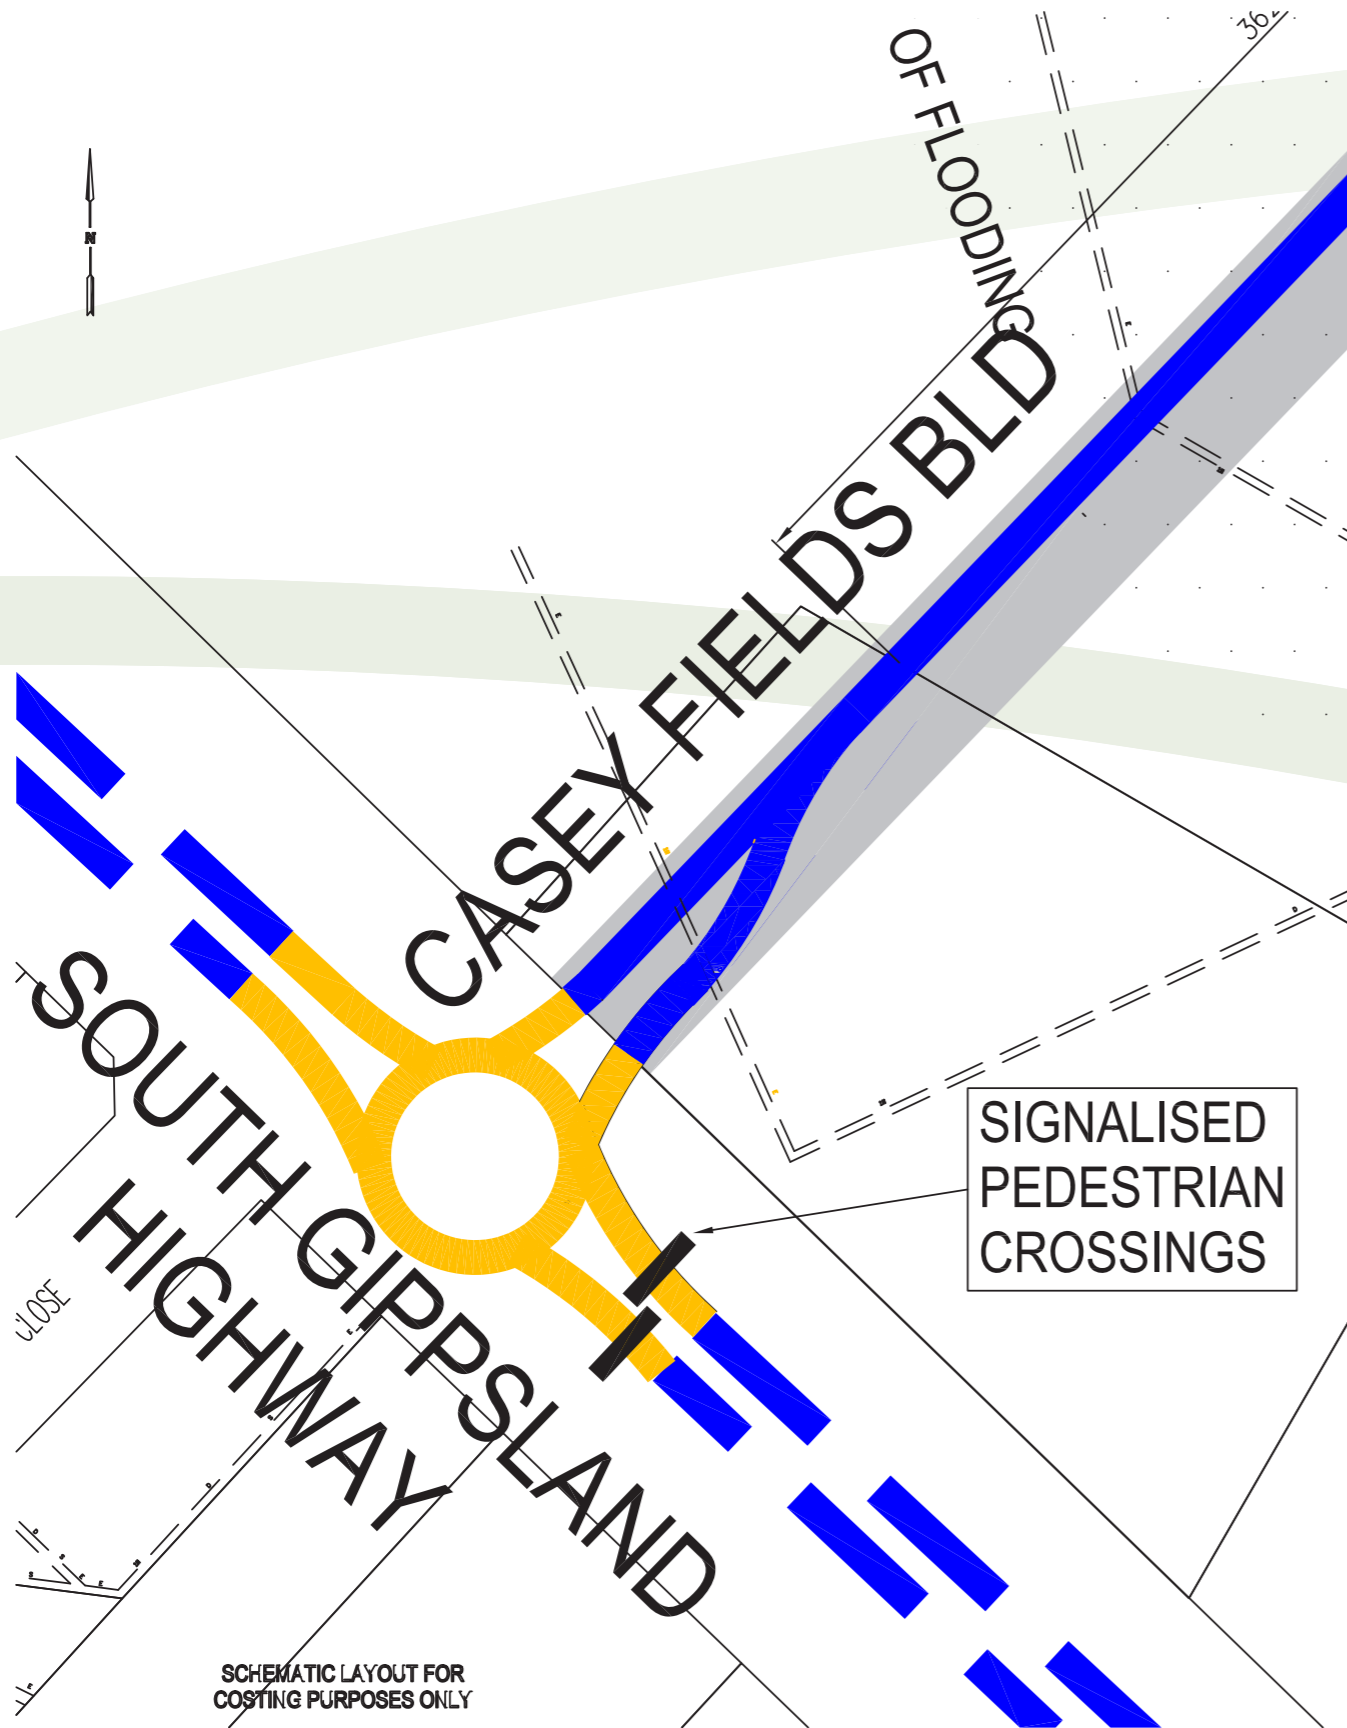 OF FLOODING
N
CASEY FIELDS BLD
SOUTH GIPPSLAND
HIGHWAY
SIGNALISED
PEDESTRIAN
CROSSINGS
CLOSE
SCHEMATIC LAYOUT FOR
COSTING PURPOSES ONLY